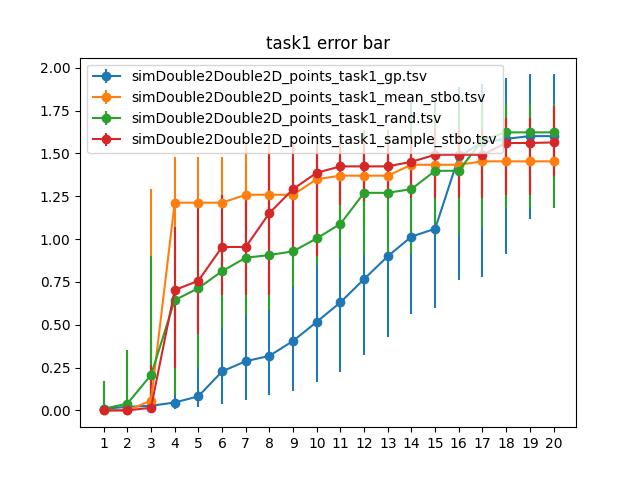 task1 error bar
simDouble2Double2D_points_task1_gp.tsv
simDouble2Double2D_points_task1_mean_stbo.tsv
simDouble2Double2D_points_task1_rand.tsv
simDouble2Double2D_points_task1_sample_stbo.tsv
2.00
1.75
1.50
1.25
1.00
0.75
0.50
0.25
0.00
1 2 3 4 5 6 7 8 9 10 11 12 13 14 15 16 17 18 19 20